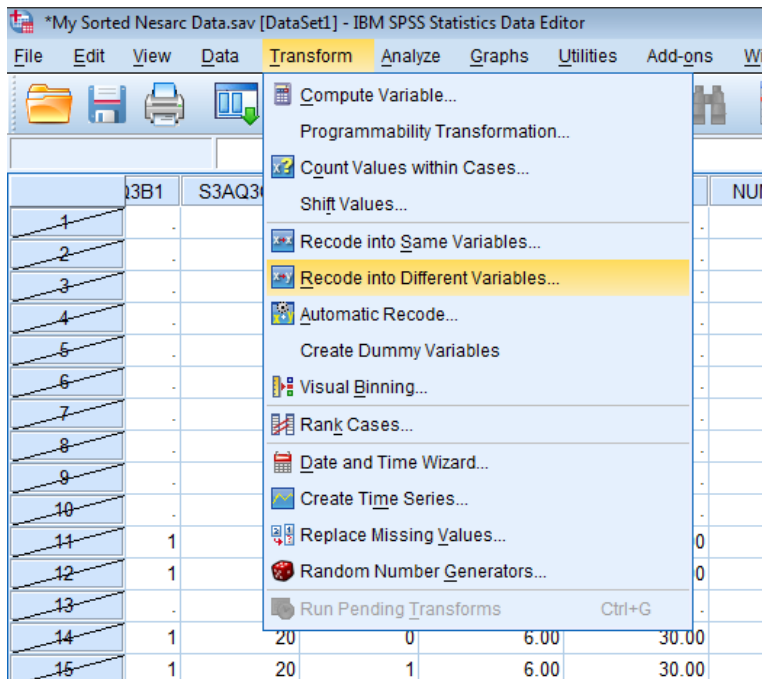 *My Sorted Nesarc Data.sav [DataSet1] - IBM SPSS Statistics Data Editor
File Edit View Data Transform Analyze Graphs Utilities Add-ons
Compute Variable...
Programmability Transformation...
Count Values within Cases...
Shift Values...
Recode into Same Variables...
Recode into Different Variables...
Automatic Recode...
Create Dummy Variables
Visual Binning...
Rank Cases...
Date and Time Wizard...
Create Time Series...
Replace Missing Values...
Random Number Generators...
Run Pending Transforms Ctrl+G
3B1 S3AQ3 NU
1 . .
2 . .
3 . .
4 . .
5 . .
6 . .
7 . .
8 . .
9 . .
10 . .
11 1 0
12 1 0
13 . .
14 1 20 0 6.00 30.00
15 1 20 1 6.00 30.00